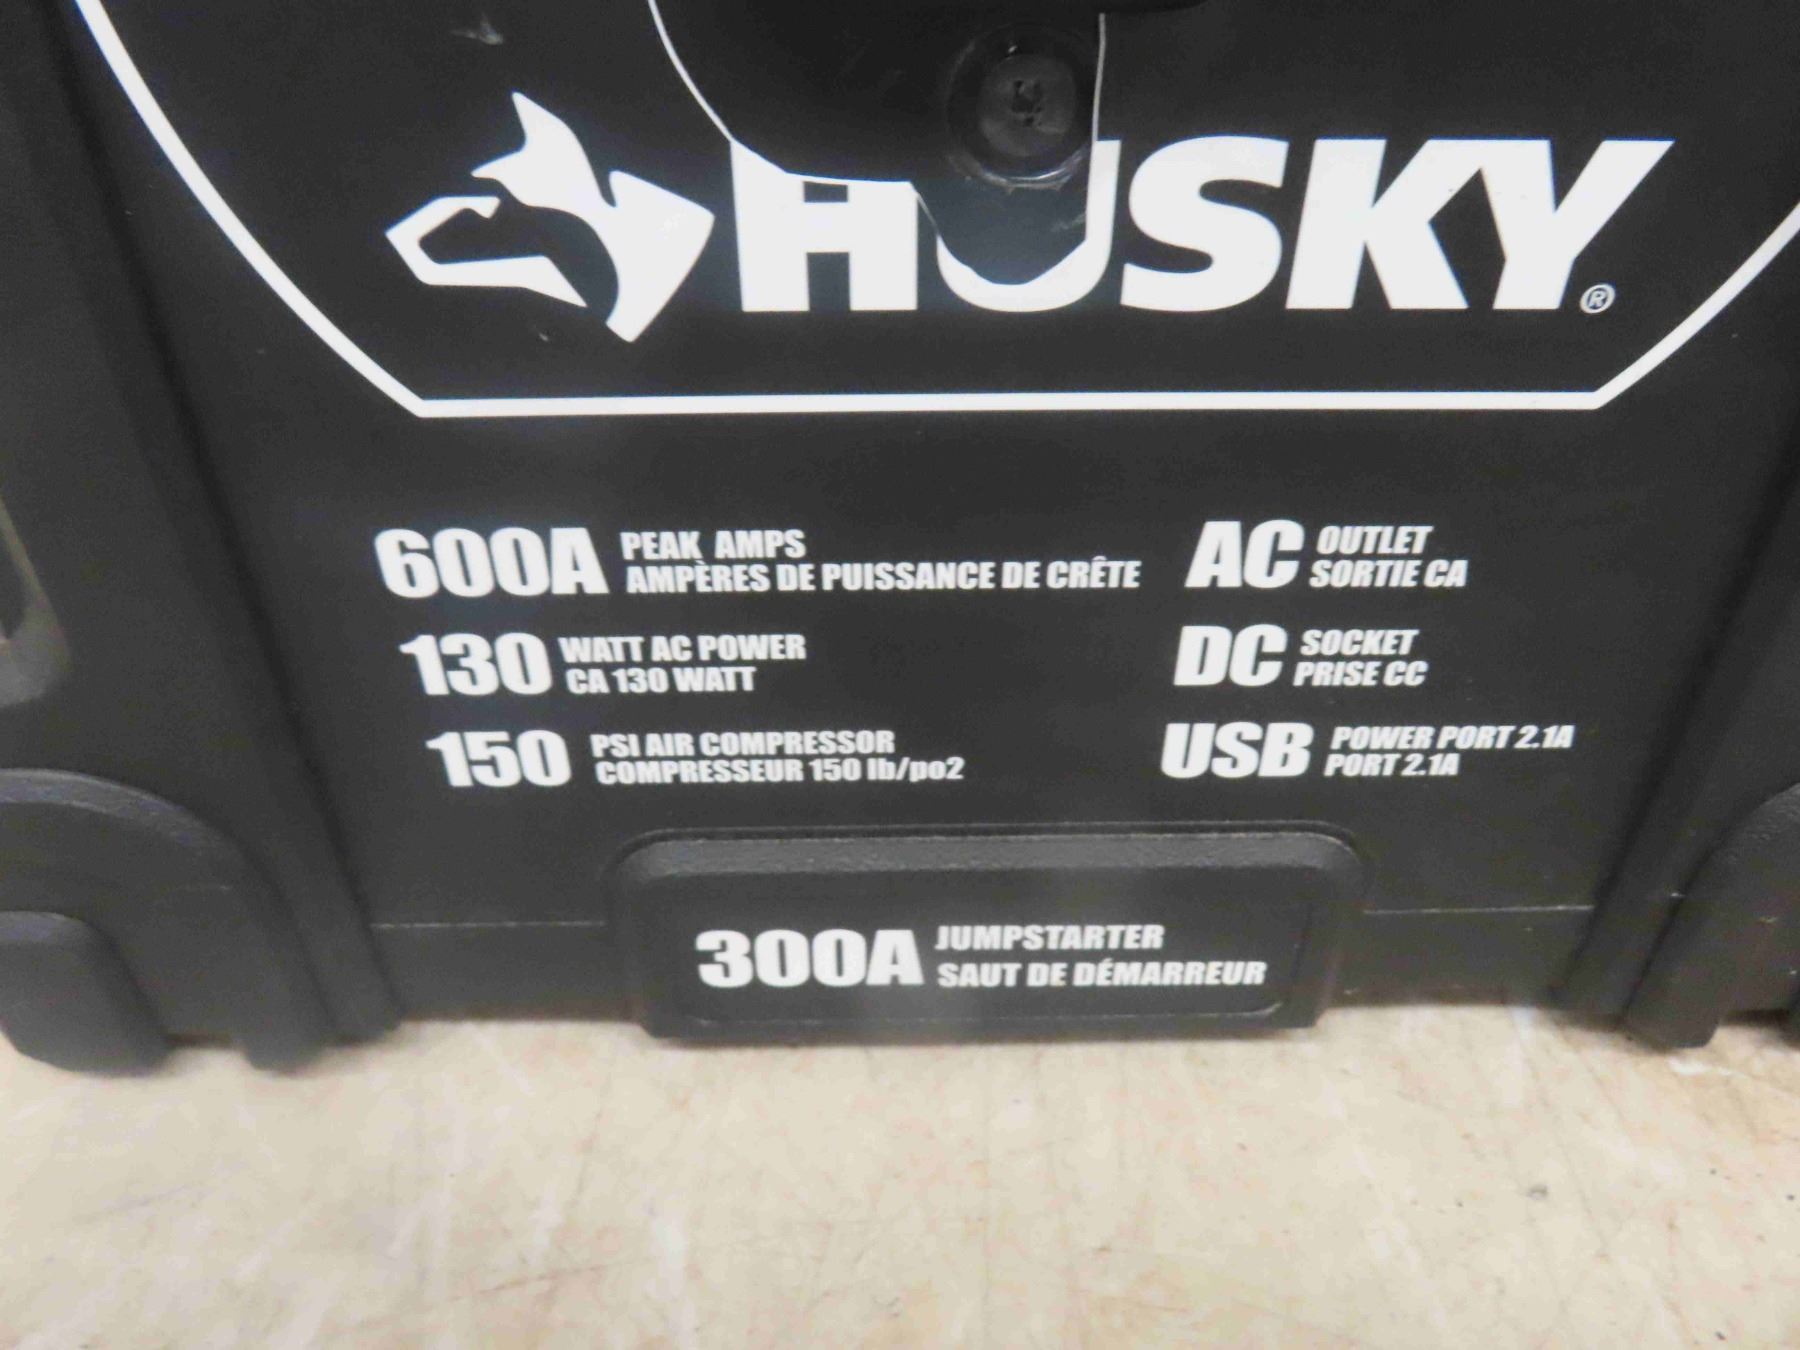 HUSKY®
600A PEAK AMPS
AMPÈRES DE PUISSANCE DE CRÊTE
130 WATT AC POWER
CA 130 WATT
150 PSI AIR COMPRESSOR
COMPRESSEUR 150 lb/po2
AC OUTLET
SORTIE CA
DC SOCKET
PRISE CC
USB POWER PORT 2.1A
PORT 2.1A
300A JUMPSTARTER
SAUT DE DÉMARREUR